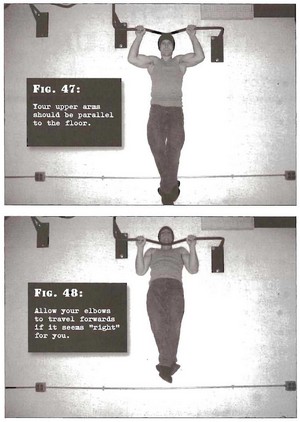 FIG. 47:
Your upper arms
should be parallel
to the floor.
FIG. 48:
Allow your elbows
to travel forwards
if it seems "right"
for you.